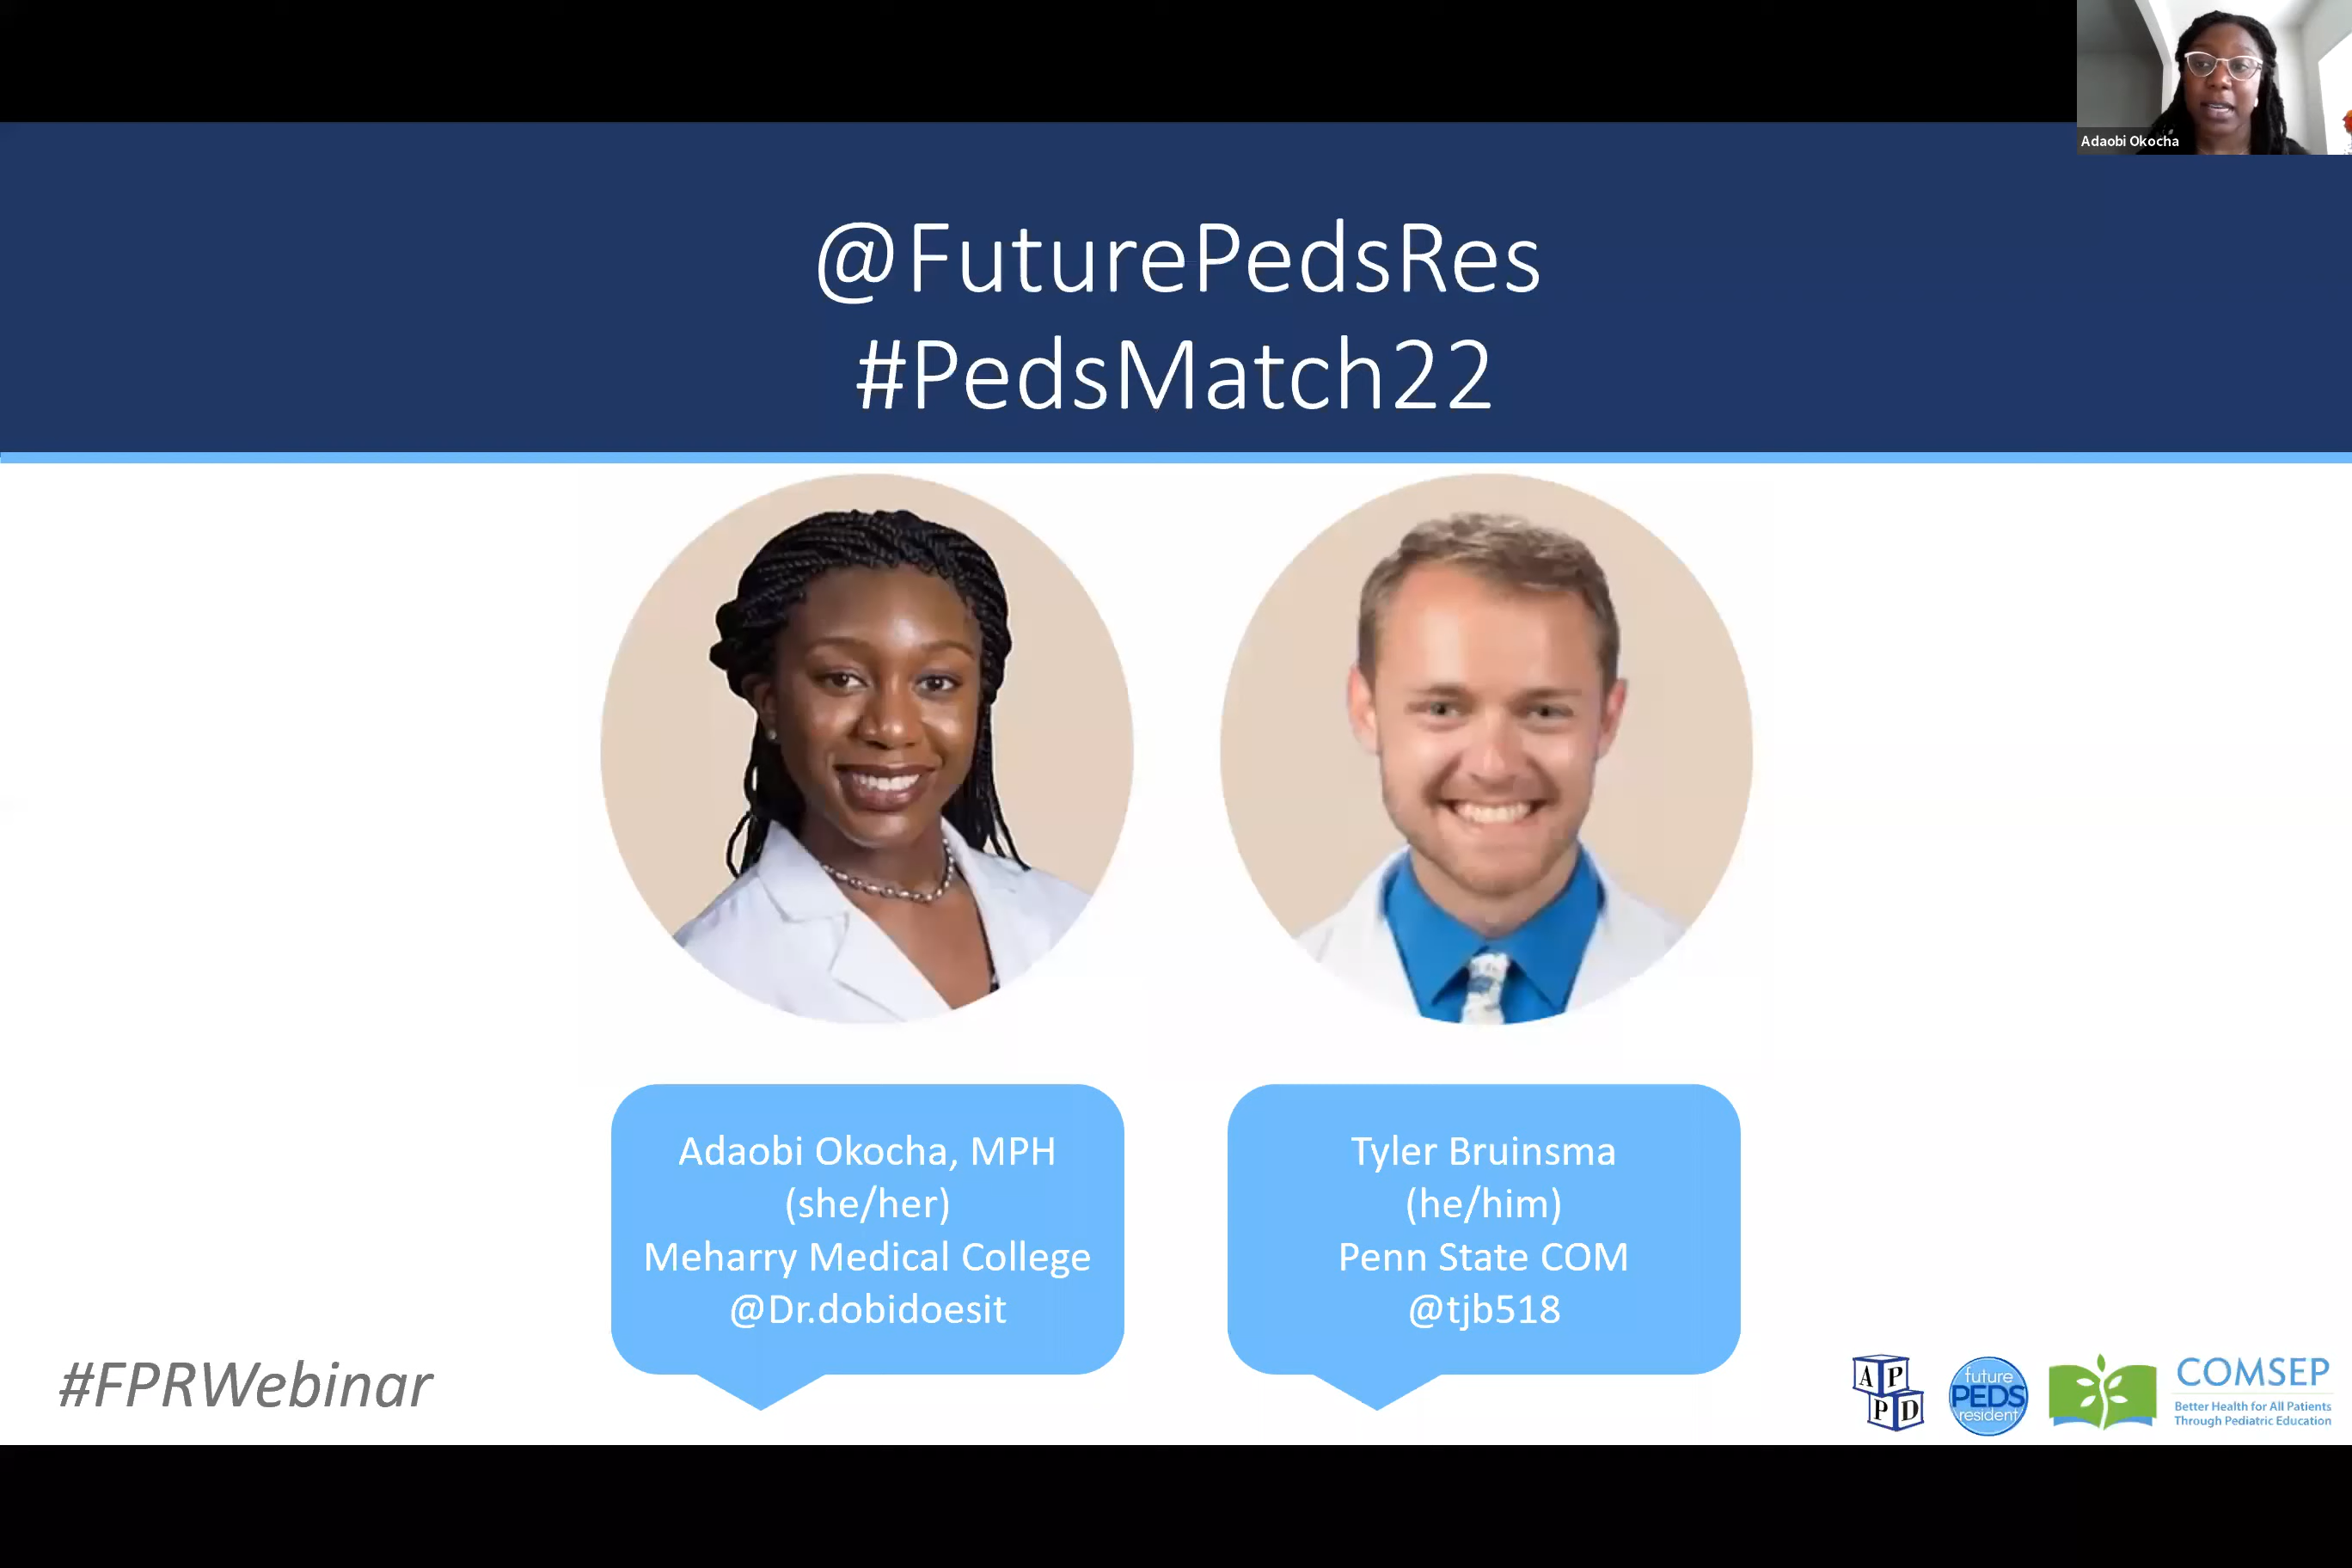 Adaobi Okocha
@FuturePedsRes
#PedsMatch22
Adaobi Okocha, MPH
(she/her)
Meharry Medical College
@Dr.dobidoesit
Tyler Bruinsma
(he/him)
Penn State COM
@tjb518
#FPRWebinar
A P
P D
future
PEDS
resident
COMSEP
Better Health for All Patients
Through Pediatric Education